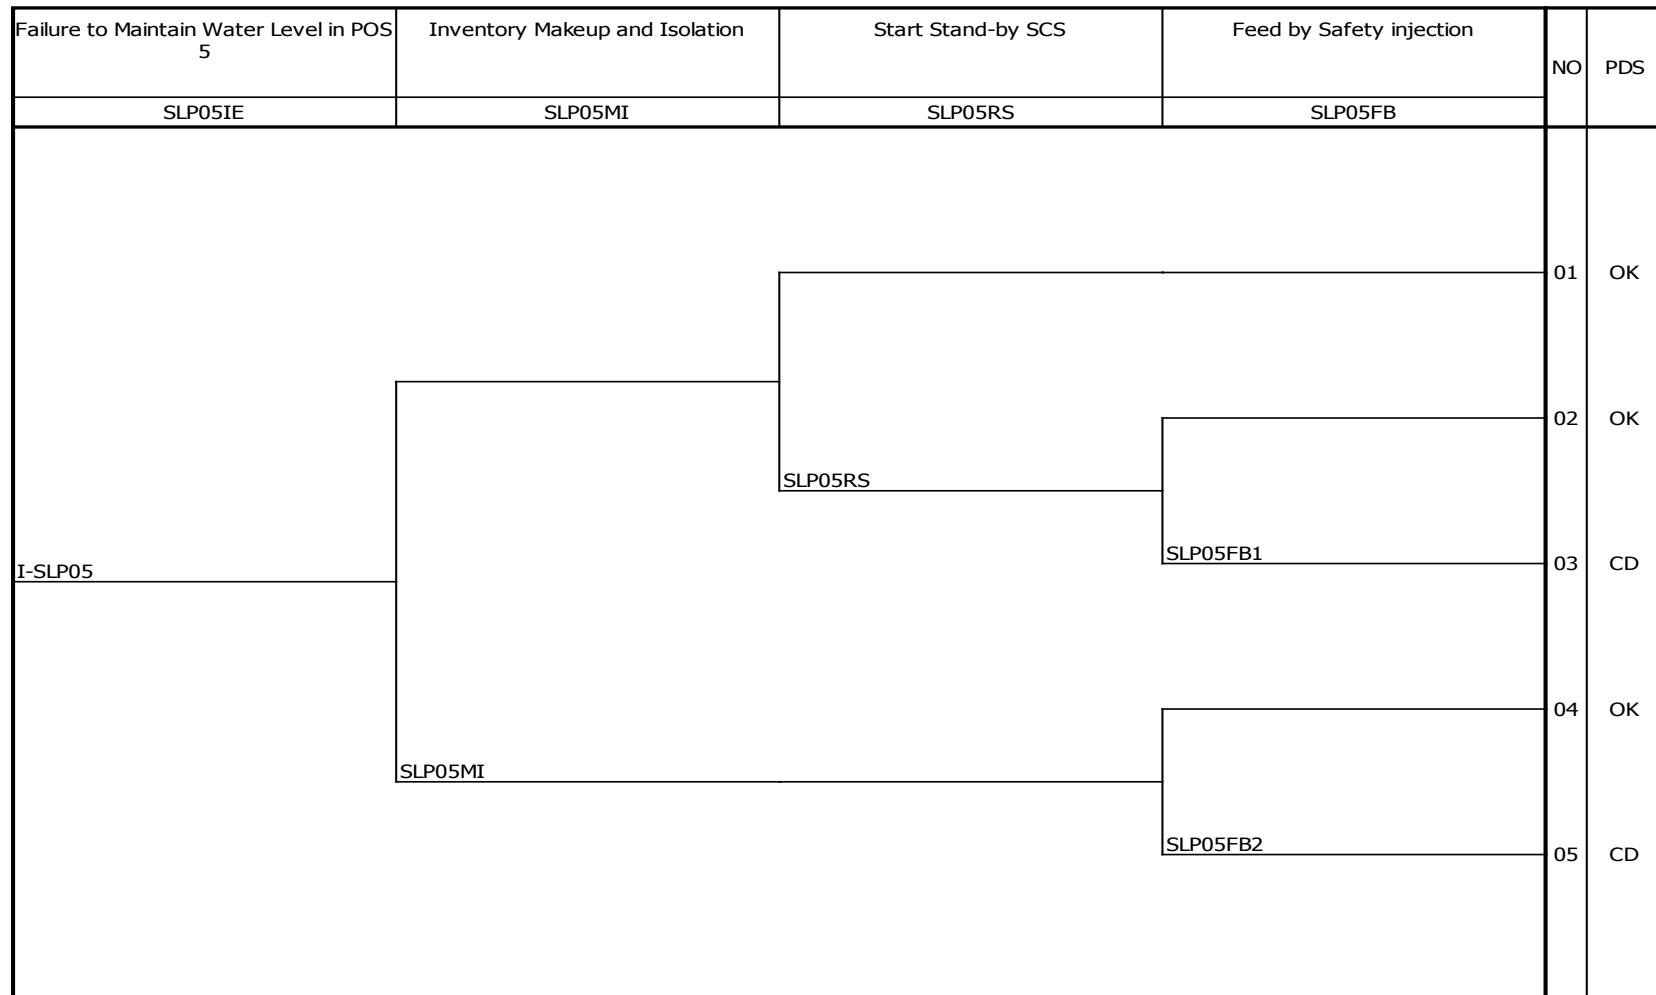 Failure to Maintain Water Level in POS
5
Inventory Makeup and Isolation
Start Stand-by SCS
Feed by Safety injection
NO
PDS
SLP05IE
SLP05MI
SLP05RS
SLP05FB
01 OK
02 OK
SLP05RS
SLP05FB1
03 CD
I-SLP05
04 OK
SLP05MI
SLP05FB2
05 CD